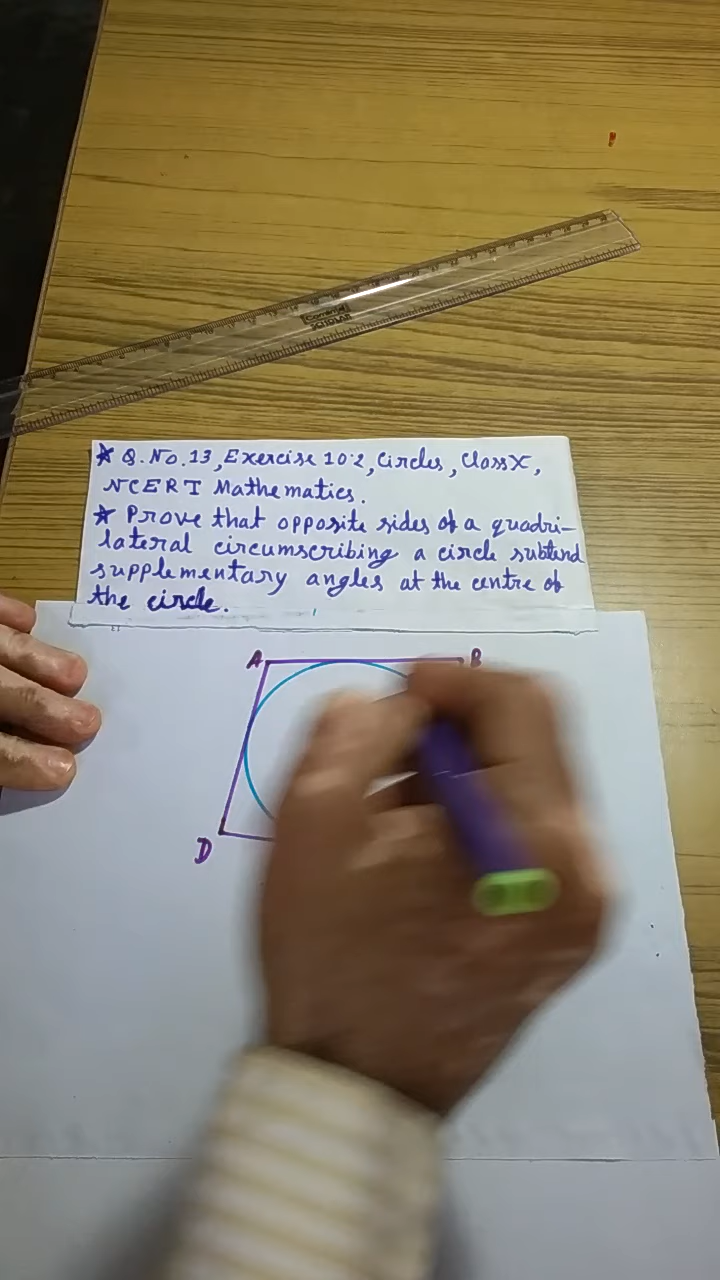 * Q. No. 13, Exercise 10.2, Circles, Class X,
NCERT Mathematics.
* Prove that opposite sides of a quadri-
lateral circumscribing a circle subtend
supplementary angles at the centre of
the circle.
A B
D